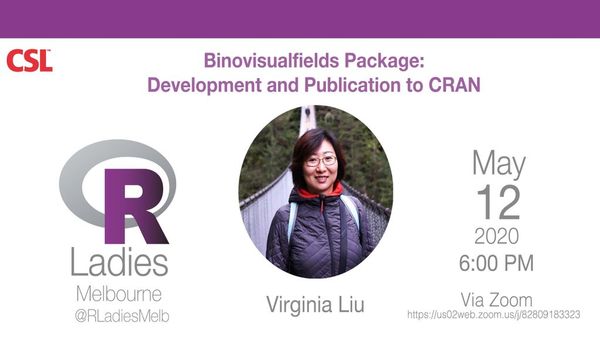 CSL
Binovisualfields Package:
Development and Publication to CRAN
R
Ladies
Melbourne
@RLadiesMelb
Virginia Liu
May
12
2020
6:00 PM
Via Zoom
https://us02web.zoom.us/j/82809183323